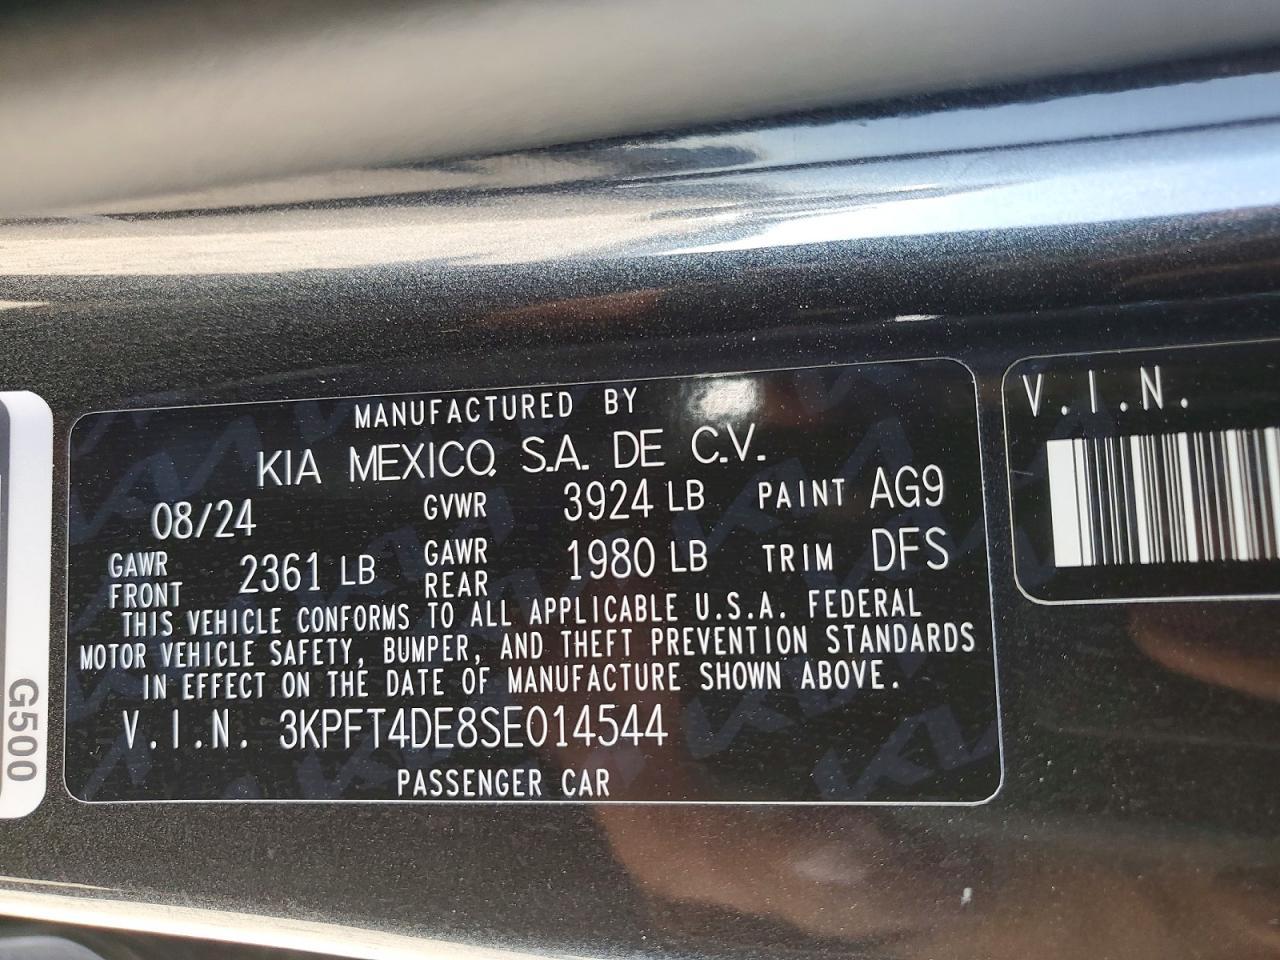 MANUFACTURED BY
KIA MEXICO, S.A. DE C.V.
08/24 GVWR 3924 LB PAINT AG9
GAWR FRONT 2361 LB GAWR REAR 1980 LB TRIM DFS
THIS VEHICLE CONFORMS TO ALL APPLICABLE U.S.A. FEDERAL
MOTOR VEHICLE SAFETY, BUMPER, AND THEFT PREVENTION STANDARDS
IN EFFECT ON THE DATE OF MANUFACTURE SHOWN ABOVE.
V.I.N. 3KPFT4DE8SE014544
PASSENGER CAR
V.I.N.
G500